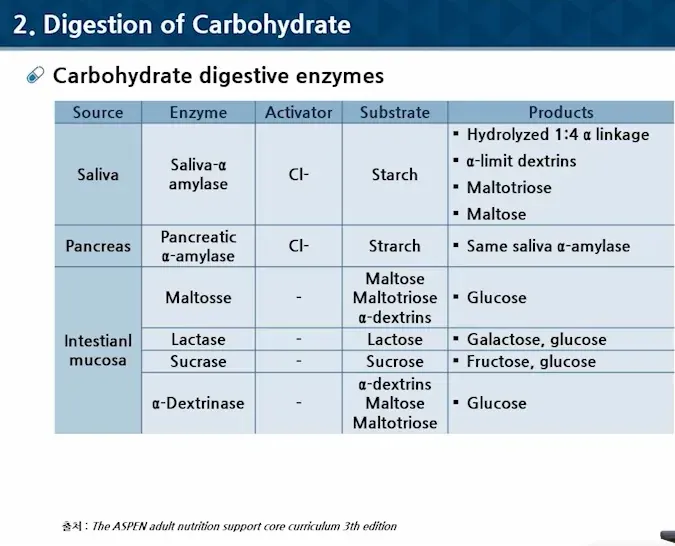 2. Digestion of Carbohydrate
Carbohydrate digestive enzymes
Source Enzyme Activator Substrate Products
Saliva
Saliva-α
amylase
Cl-
Starch
▪ Hydrolyzed 1:4 α linkage
▪ α-limit dextrins
▪ Maltotriose
▪ Maltose
Pancreas
Pancreatic
α-amylase
Cl-
Strarch
▪ Same saliva α-amylase
Intestianl
mucosa
Maltosse
-
Maltose
Maltotriose
α-dextrins
▪ Glucose
Lactase - Lactose ▪ Galactose, glucose
Sucrase - Sucrose ▪ Fructose, glucose
α-Dextrinase
-
α-dextrins
Maltose
Maltotriose
▪ Glucose
출처 : The ASPEN adult nutrition support core curriculum 3th edition